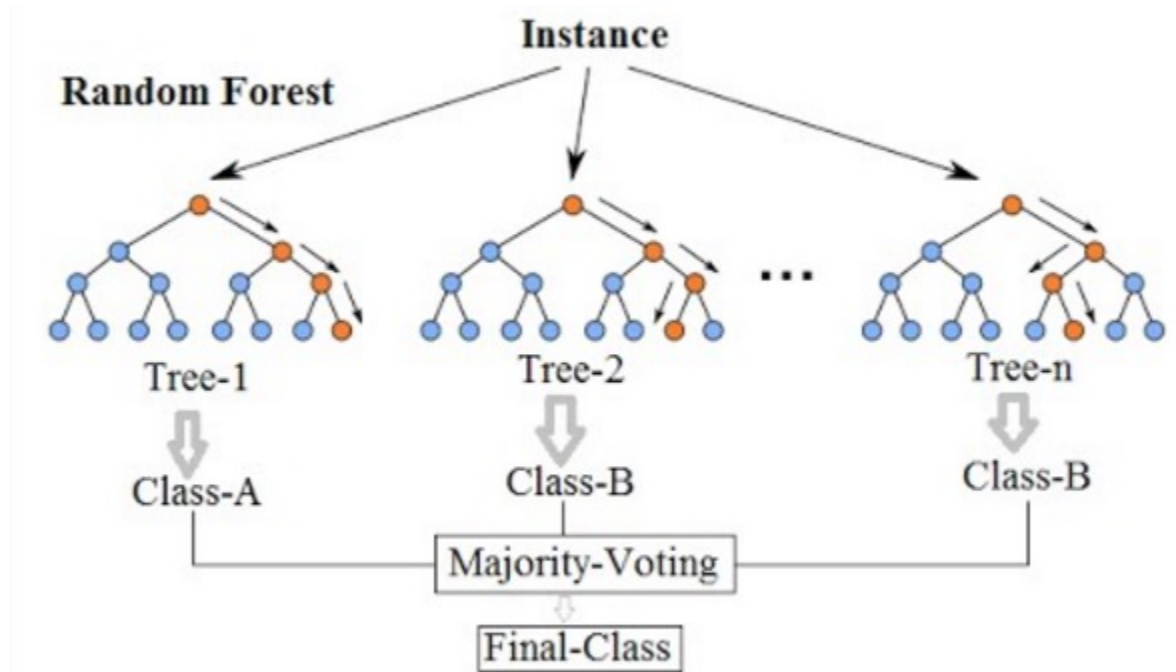 Instance
Random Forest
...
Tree-1
Tree-2
Tree-n
Class-A
Class-B
Class-B
Majority-Voting
Final-Class